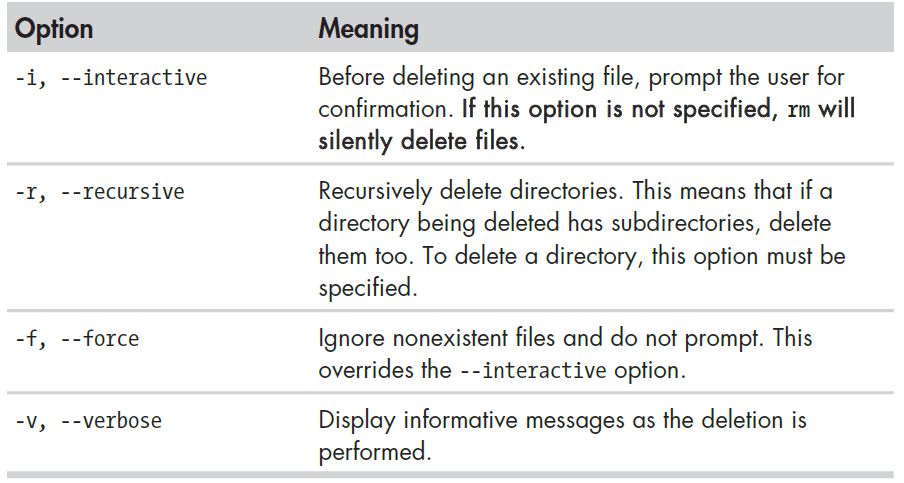 Option Meaning
-i, --interactive Before deleting an existing file, prompt the user for
confirmation. If this option is not specified, rm will
silently delete files.
-r, --recursive Recursively delete directories. This means that if a
directory being deleted has subdirectories, delete
them too. To delete a directory, this option must be
specified.
-f, --force Ignore nonexistent files and do not prompt. This
overrides the --interactive option.
-v, --verbose Display informative messages as the deletion is
performed.